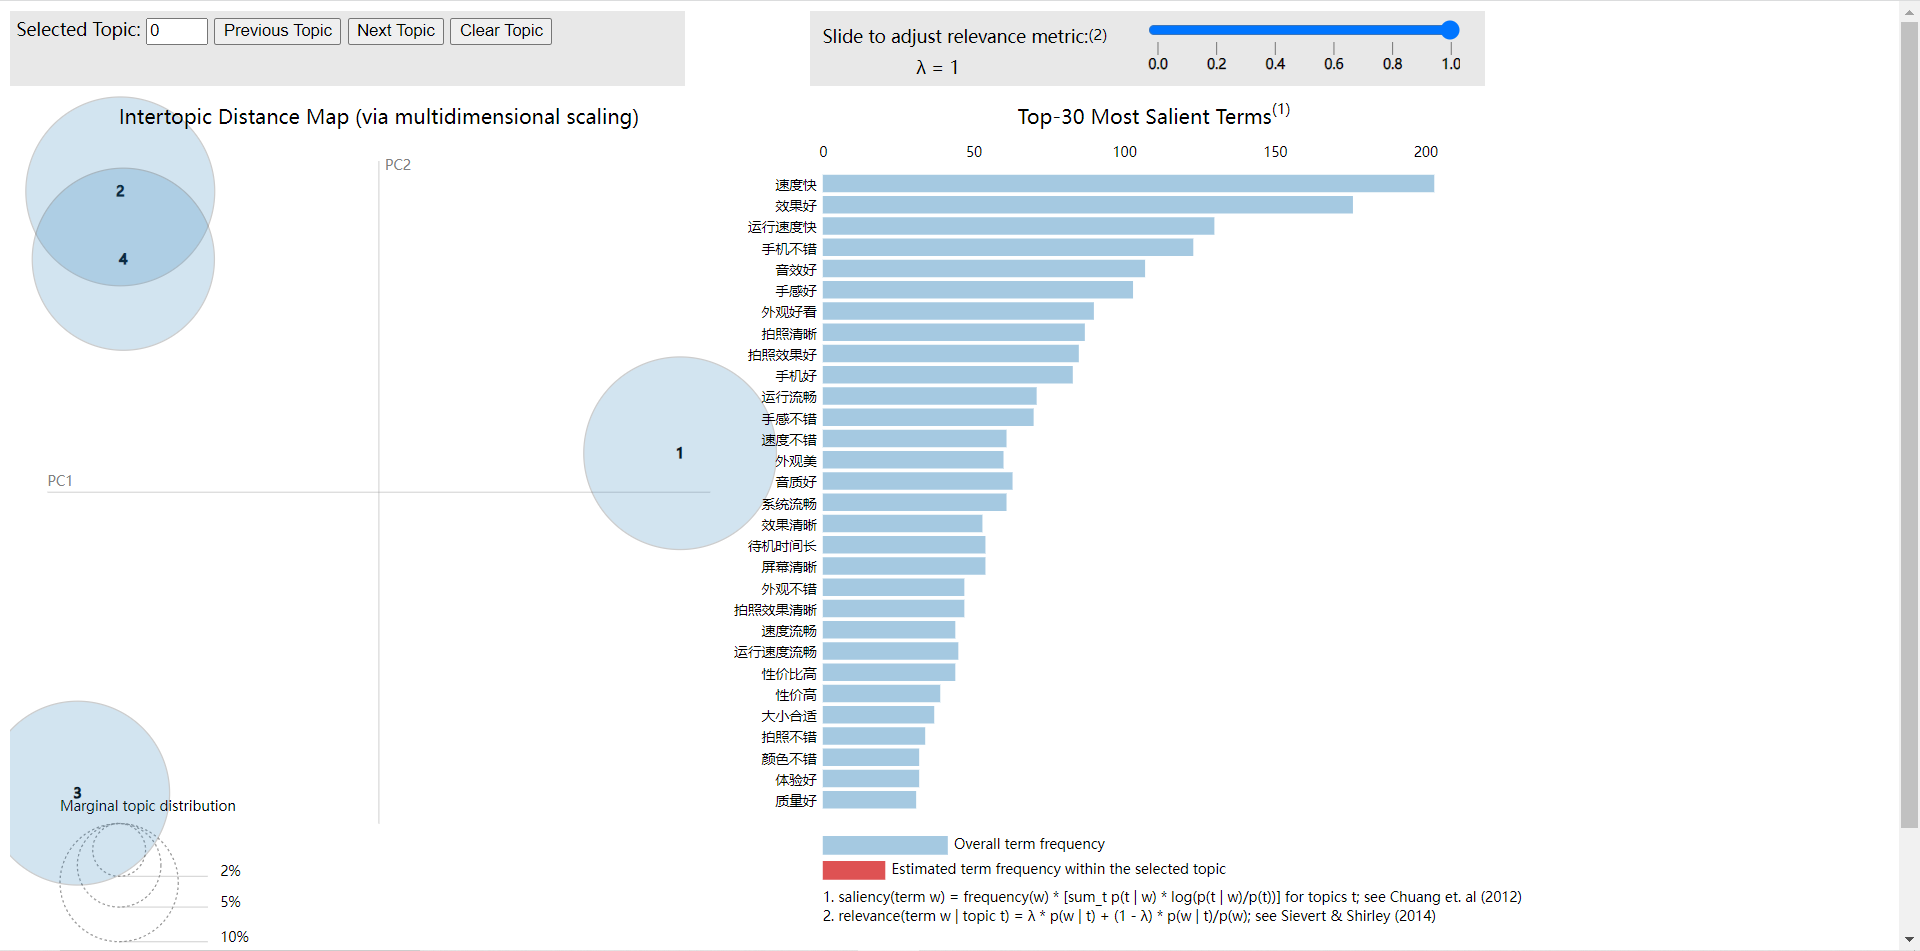 Selected Topic: 0 Previous Topic Next Topic Clear Topic
Slide to adjust relevance metric:(2)
λ = 1
0.0 0.2 0.4 0.6 0.8 1.0
Intertopic Distance Map (via multidimensional scaling)
PC2
PC1
2
4
1
3
Marginal topic distribution
2%
5%
10%
Top-30 Most Salient Terms(1)
0 50 100 150 200
速度快
效果好
运行速度快
手机不错
音效好
手感好
外观好看
拍照清晰
拍照效果好
手机好
运行流畅
手感不错
速度不错
外观美
音质好
系统流畅
效果清晰
待机时间长
屏幕清晰
外观不错
拍照效果清晰
速度流畅
运行速度流畅
性价比高
性价高
大小合适
拍照不错
颜色不错
体验好
质量好
Overall term frequency
Estimated term frequency within the selected topic
1. saliency(term w) = frequency(w) * [sum_t p(t | w) * log(p(t | w)/p(t))] for topics t; see Chuang et. al (2012)
2. relevance(term w | topic t) = λ * p(w | t) + (1 - λ) * p(w | t)/p(w); see Sievert & Shirley (2014)